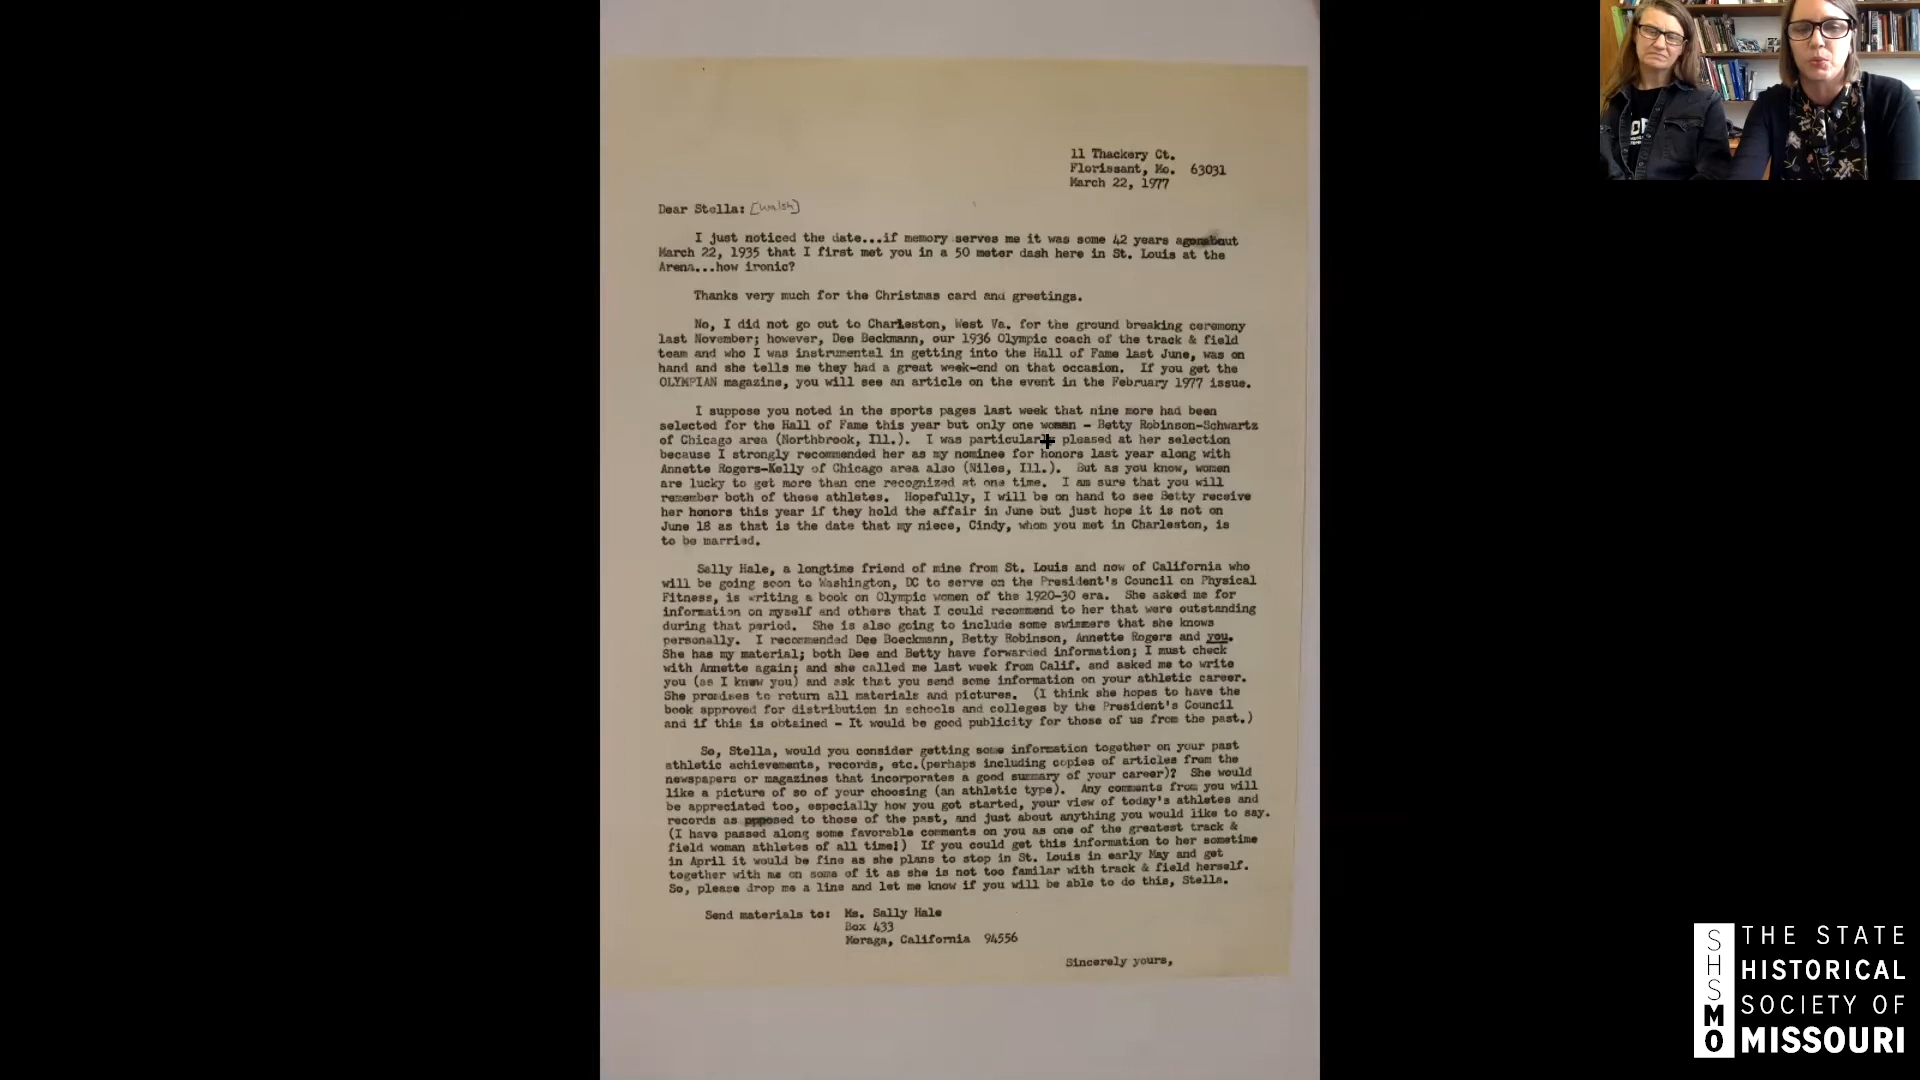 11 Thackery Ct.
Florissant, Mo. 63031
March 22, 1977
Dear Stella: [Walsh]
I just noticed the date...if memory serves me it was some 42 years ago
March 22, 1935 that I first met you in a 50 meter dash here in St. Louis at the
Arena...how ironic?
Thanks very much for the Christmas card and greetings.
No, I did not go out to Charleston, West Va. for the ground breaking ceremony
last November; however, Dee Beckmann, our 1936 Olympic coach of the track & field
team and who I was instrumental in getting into the Hall of Fame last June, was on
hand and she tells me they had a great week-end on that occasion. If you get the
OLYMPIAN magazine, you will see an article on the event in the February 1977 issue.
I suppose you noted in the sports pages last week that nine more had been
selected for the Hall of Fame this year but only one woman - Betty Robinson-Schwartz
of Chicago area (Northbrook, Ill.). I was particularly pleased at her selection
because I strongly recommended her as my nominee for honors last year along with
Annette Rogers-Kelly of Chicago area also (Niles, Ill.). But as you know, women
are lucky to get more than one recognized at one time. I am sure that you will
remember both of these athletes. Hopefully, I will be on hand to see Betty receive
her honors this year if they hold the affair in June but just hope it is not on
June 18 as that is the date that my niece, Cindy, whom you met in Charleston, is
to be married.
Sally Hale, a longtime friend of mine from St. Louis and now of California who
will be going soon to Washington, DC to serve on the President's Council on Physical
Fitness, is writing a book on Olympic women of the 1920-30 era. She asked me for
information on myself and others that I could recommend to her that were outstanding
during that period. She is also going to include some swimmers that she knows
personally. I recommended Dee Boeckmann, Betty Robinson, Annette Rogers and you.
She has my material; both Dee and Betty have forwarded information; I must check
with Annette again; and she called me last week from Calif. and asked me to write
you (as I knew you) and ask that you send some information on your athletic career.
She promises to return all materials and pictures. (I think she hopes to have the
book approved for distribution in schools and colleges by the President's Council
and if this is obtained - It would be good publicity for those of us from the past.)
So, Stella, would you consider getting some information together on your past
athletic achievements, records, etc.(perhaps including copies of articles from the
newspapers or magazines that incorporates a good summary of your career)? She would
like a picture of so of your choosing (an athletic type). Any comments from you will
be appreciated too, especially how you got started, your view of today's athletes and
records as opposed to those of the past, and just about anything you would like to say.
(I have passed along some favorable comments on you as one of the greatest track &
field woman athletes of all time!) If you could get this information to her sometime
in April it would be fine as she plans to stop in St. Louis in early May and get
together with me on some of it as she is not too familar with track & field herself.
So, please drop me a line and let me know if you will be able to do this, Stella.
Send materials to: Ms. Sally Hale
Box 433
Moraga, California 94556
Sincerely yours,
SHSMO
THE STATE
HISTORICAL
SOCIETY OF
MISSOURI